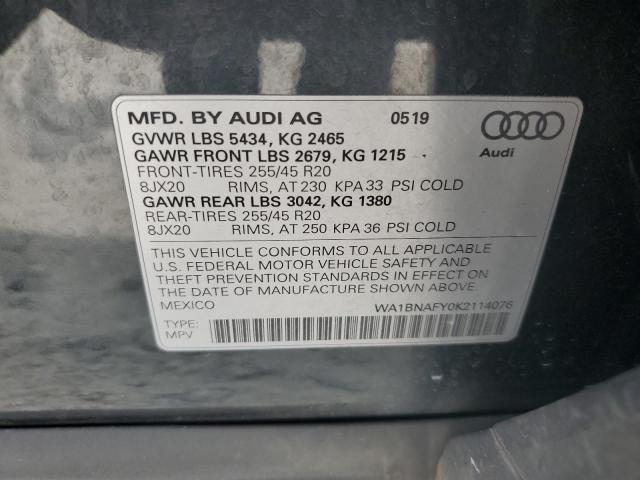 MFD. BY AUDI AG 0519
GVWR LBS 5434, KG 2465
GAWR FRONT LBS 2679, KG 1215
FRONT-TIRES 255/45 R20
8JX20 RIMS, AT 230 KPA 33 PSI COLD
GAWR REAR LBS 3042, KG 1380
REAR-TIRES 255/45 R20
8JX20 RIMS, AT 250 KPA 36 PSI COLD
Audi
THIS VEHICLE CONFORMS TO ALL APPLICABLE
U.S. FEDERAL MOTOR VEHICLE SAFETY AND
THEFT PREVENTION STANDARDS IN EFFECT ON
THE DATE OF MANUFACTURE SHOWN ABOVE.
MEXICO WA1BNAFY0K2114076
TYPE:
MPV